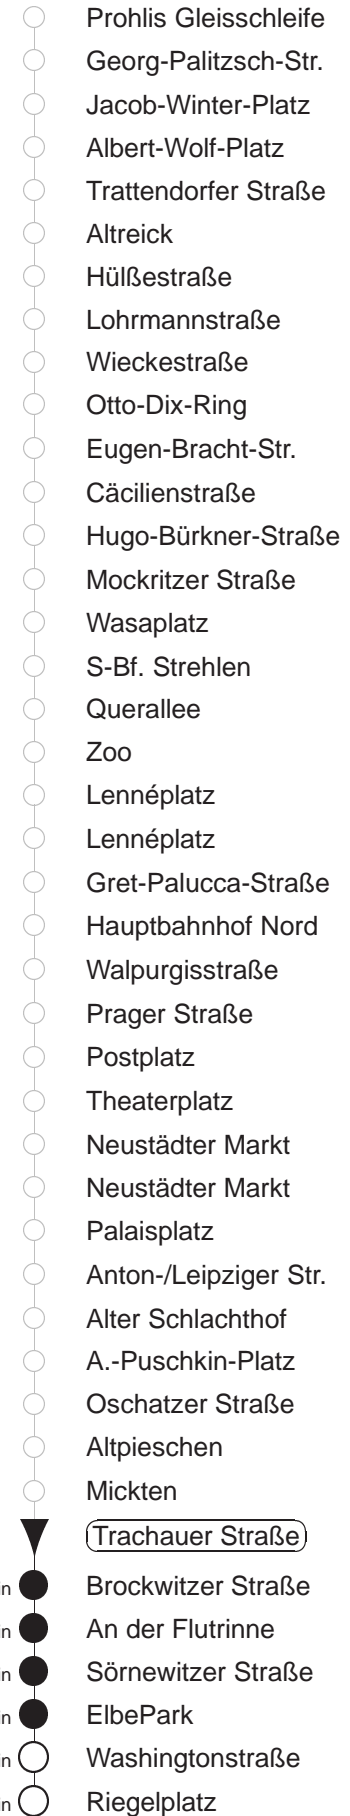 Prohlis Gleisschleife
Georg-Palitzsch-Str.
Jacob-Winter-Platz
Albert-Wolf-Platz
Trattendorfer Straße
Altreick
Hülßestraße
Lohrmannstraße
Wieckestraße
Otto-Dix-Ring
Eugen-Bracht-Str.
Cäcilienstraße
Hugo-Bürkner-Straße
Mockritzer Straße
Wasaplatz
S-Bf. Strehlen
Querallee
Zoo
Lennéplatz
Lennéplatz
Gret-Palucca-Straße
Hauptbahnhof Nord
Walpurgisstraße
Prager Straße
Postplatz
Theaterplatz
Neustädter Markt
Neustädter Markt
Palaisplatz
Anton-/Leipziger Str.
Alter Schlachthof
A.-Puschkin-Platz
Oschatzer Straße
Altpieschen
Mickten
Trachauer Straße
Brockwitzer Straße
An der Flutrinne
Sörnewitzer Straße
ElbePark
Washingtonstraße
Riegelplatz